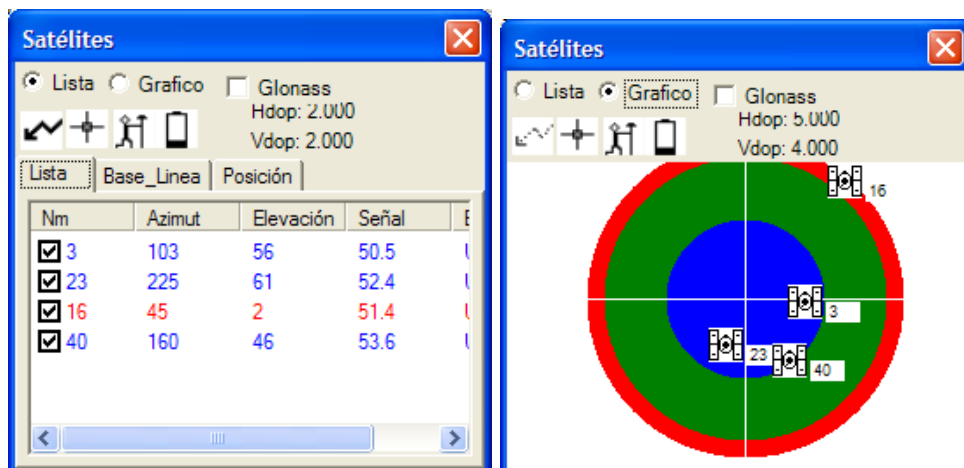 Satélites
Lista Grafico Glonass
Hdop: 2.000
Vdop: 2.000
Lista Base_Linea Posición
Nm Azimut Elevación Señal E
3 103 56 50.5
23 225 61 52.4
16 45 2 51.4
40 160 46 53.6
Satélites
Lista Grafico Glonass
Hdop: 5.000
Vdop: 4.000
16
3
23
40